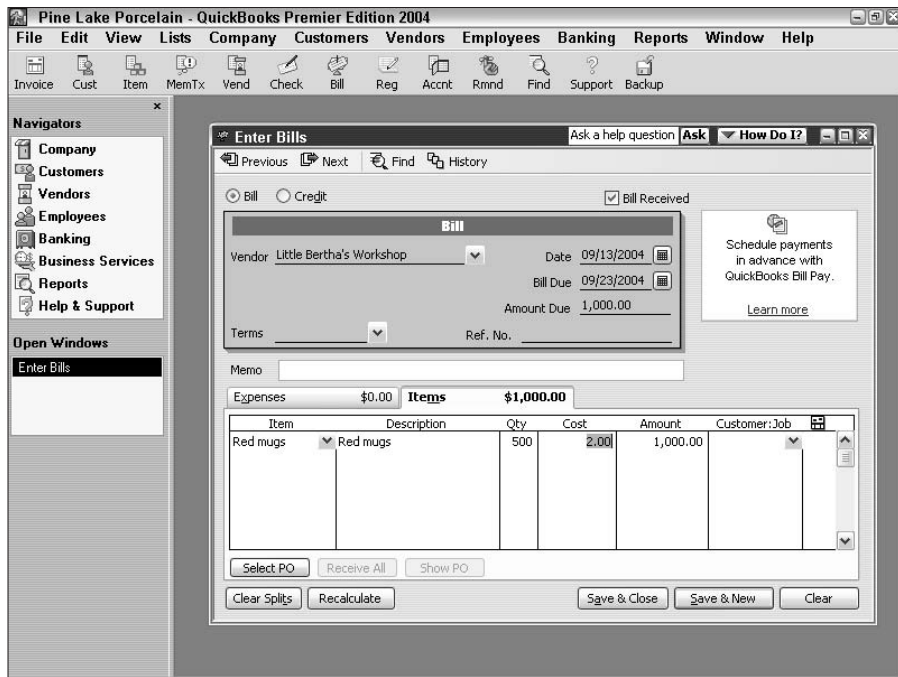 Pine Lake Porcelain - QuickBooks Premier Edition 2004
File Edit View Lists Company Customers Vendors Employees Banking Reports Window Help
Invoice Cust Item MemTx Vend Check Bill Reg Accnt Rmnd Find Support Backup
Navigators
Company
Customers
Vendors
Employees
Banking
Business Services
Reports
Help & Support
Open Windows
Enter Bills
Enter Bills Ask a help question Ask How Do I?
Previous Next Find History
Bill Credit Bill Received
Bill
Vendor Little Bertha's Workshop Date 09/13/2004
Bill Due 09/23/2004
Amount Due 1,000.00
Terms Ref. No.
Schedule payments
in advance with
QuickBooks Bill Pay.
Learn more
Memo
Expenses $0.00 Items $1,000.00
Item Description Qty Cost Amount Customer:Job
Red mugs Red mugs 500 2.00 1,000.00
Select PO Receive All Show PO
Clear Splits Recalculate Save & Close Save & New Clear